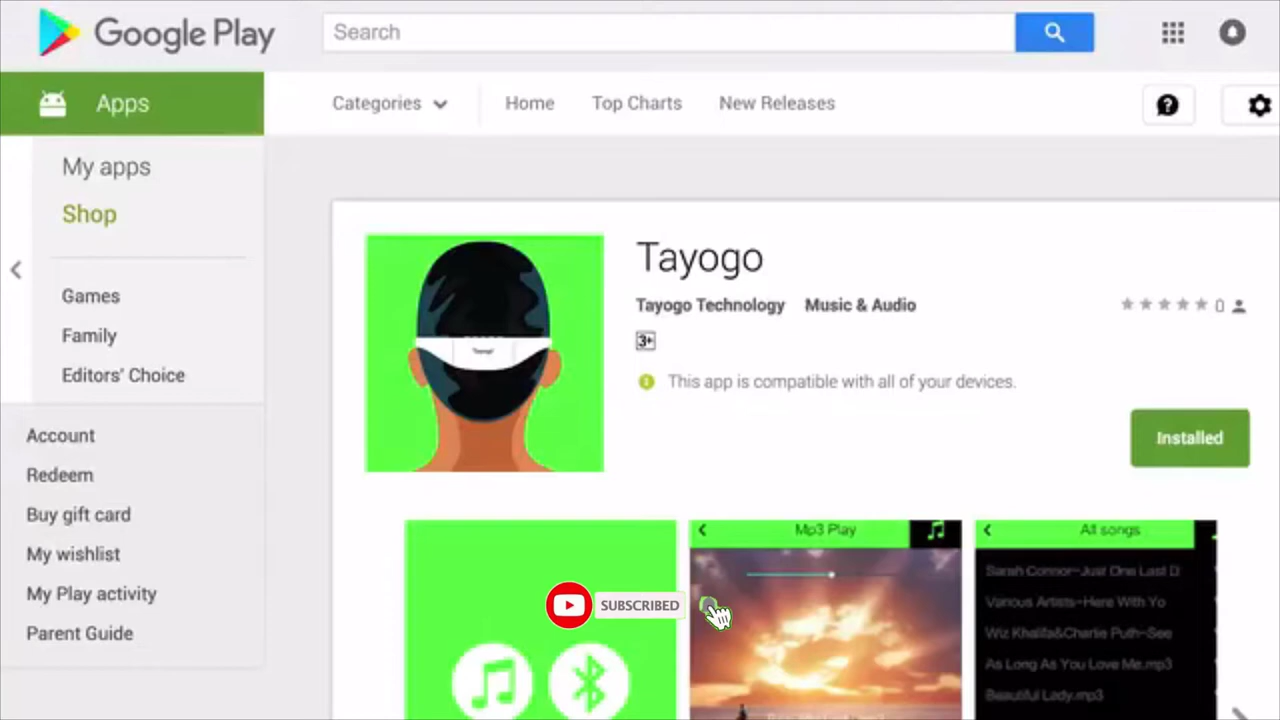 Google Play
Search
Apps
Categories
Home
Top Charts
New Releases
My apps
Shop
Games
Family
Editors' Choice
Account
Redeem
Buy gift card
My wishlist
My Play activity
Parent Guide
Tayogo
Tayogo Technology Music & Audio
0
3+
This app is compatible with all of your devices.
Installed
Tayogo
Mp3 Play
All songs
Sarah Connor-Just One Last D
Various Artists-Here With Yo
Wiz Khalifa&Charlie Puth-See
As Long As You Love Me.mp3
Beautiful Lady.mp3
SUBSCRIBED